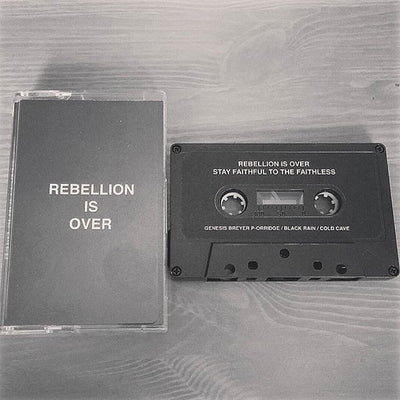 REBELLION
IS
OVER
REBELLION IS OVER
STAY FAITHFUL TO THE FAITHLESS
GENESIS BREYER P-ORRIDGE / BLACK RAIN / COLD CAVE